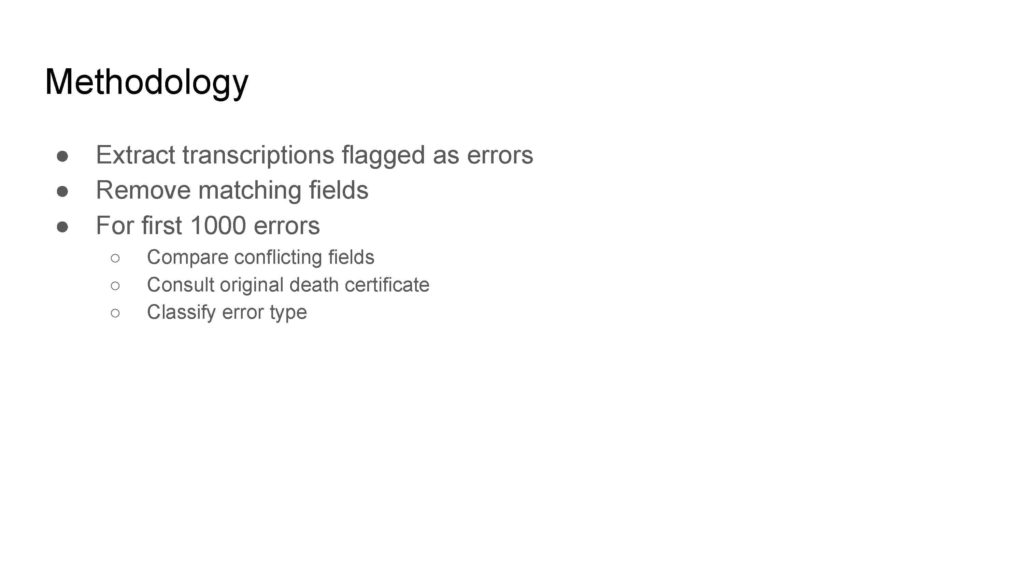 Methodology
● Extract transcriptions flagged as errors
● Remove matching fields
● For first 1000 errors
○ Compare conflicting fields
○ Consult original death certificate
○ Classify error type